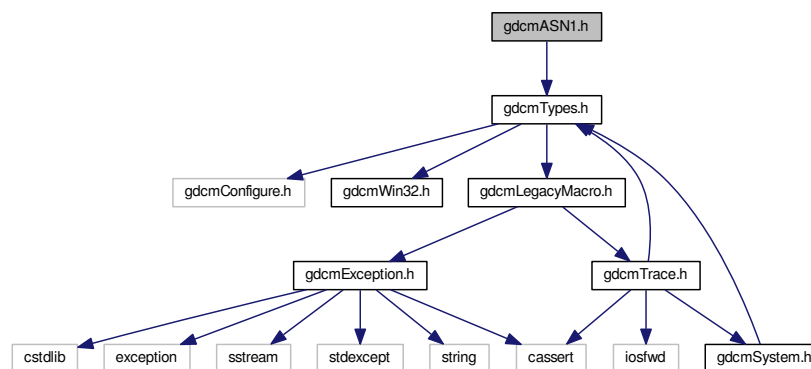 gdcmASN1.h
gdcmTypes.h
gdcmConfigure.h
gdcmWin32.h
gdcmLegacyMacro.h
gdcmException.h
gdcmTrace.h
cstdlib
exception
sstream
stdexcept
string
cassert
iosfwd
gdcmSystem.h